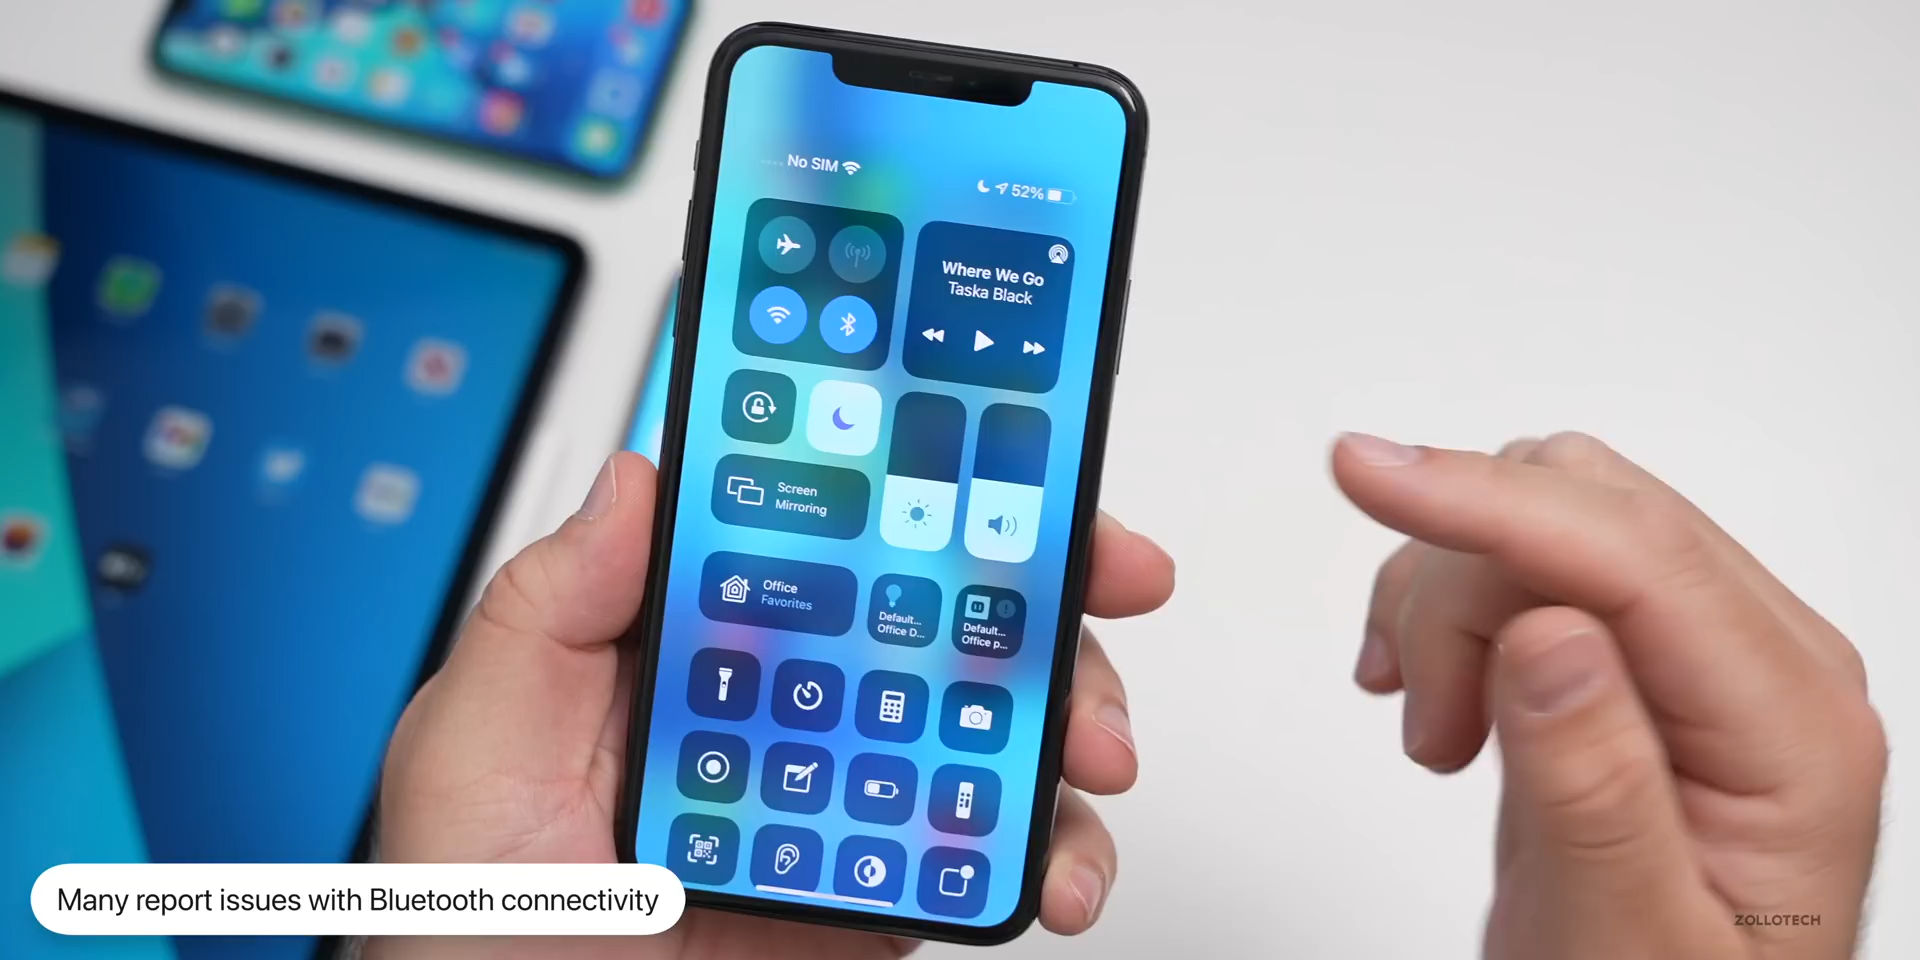 No SIM
52%
Where We Go
Taska Black
Screen
Mirroring
Office
Favorites
Default...
Office D...
Default...
Office p...
Many report issues with Bluetooth connectivity
ZOLLOTECH